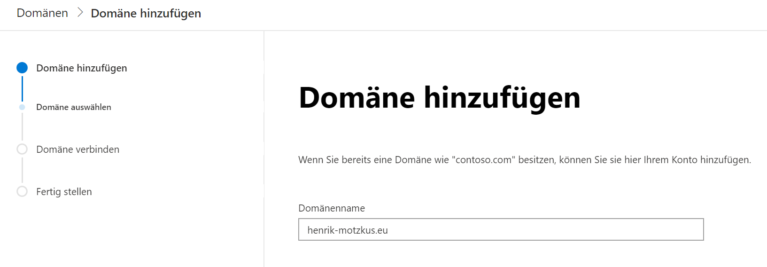 Domänen > Domäne hinzufügen
Domäne hinzufügen
Domäne auswählen
Domäne verbinden
Fertig stellen
Domäne hinzufügen
Wenn Sie bereits eine Domäne wie "contoso.com" besitzen, können Sie sie hier Ihrem Konto hinzufügen.
Domänenname
henrik-motzkus.eu